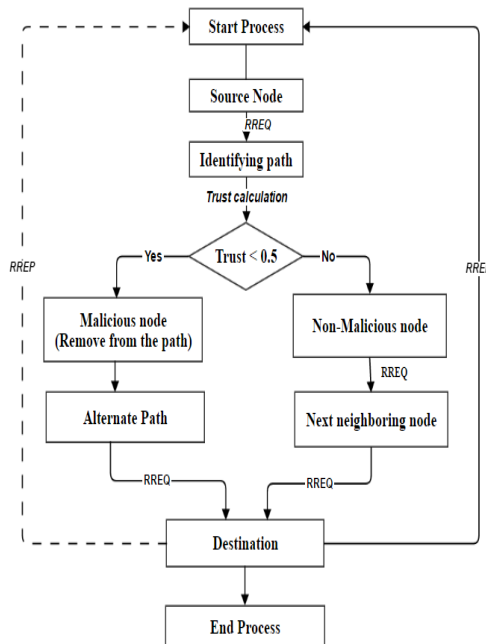 Start Process
Source Node
RREQ
Identifying path
Trust calculation
Trust < 0.5
Yes
No
RREP
Malicious node
(Remove from the path)
Non-Malicious node
RREQ
Alternate Path
Next neighboring node
RREQ
RREQ
Destination
End Process